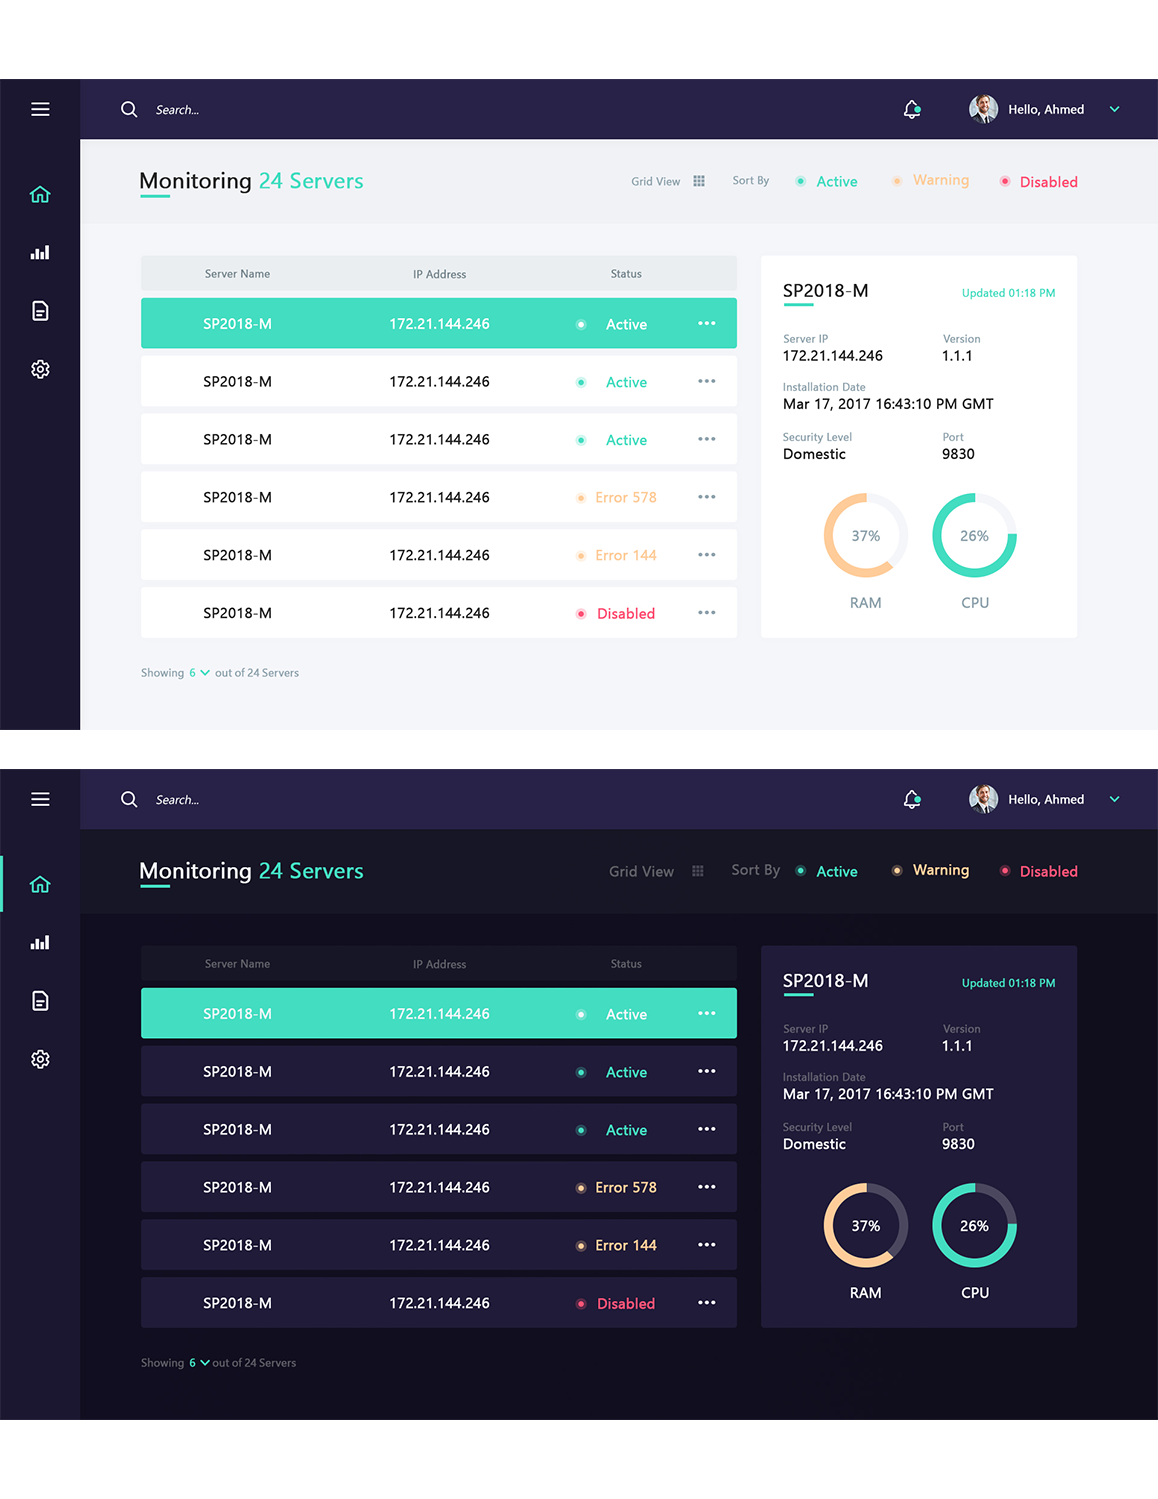 Search...
Hello, Ahmed
Monitoring 24 Servers
Grid View
Sort By
Active
Warning
Disabled
Server Name IP Address Status
SP2018-M 172.21.144.246 Active
SP2018-M 172.21.144.246 Active
SP2018-M 172.21.144.246 Active
SP2018-M 172.21.144.246 Error 578
SP2018-M 172.21.144.246 Error 144
SP2018-M 172.21.144.246 Disabled
Showing 6 out of 24 Servers
SP2018-M
Updated 01:18 PM
Server IP Version
172.21.144.246 1.1.1
Installation Date
Mar 17, 2017 16:43:10 PM GMT
Security Level Port
Domestic 9830
37% 26%
RAM CPU
Search...
Hello, Ahmed
Monitoring 24 Servers
Grid View
Sort By
Active
Warning
Disabled
Server Name IP Address Status
SP2018-M 172.21.144.246 Active
SP2018-M 172.21.144.246 Active
SP2018-M 172.21.144.246 Active
SP2018-M 172.21.144.246 Error 578
SP2018-M 172.21.144.246 Error 144
SP2018-M 172.21.144.246 Disabled
Showing 6 out of 24 Servers
SP2018-M
Updated 01:18 PM
Server IP Version
172.21.144.246 1.1.1
Installation Date
Mar 17, 2017 16:43:10 PM GMT
Security Level Port
Domestic 9830
37% 26%
RAM CPU